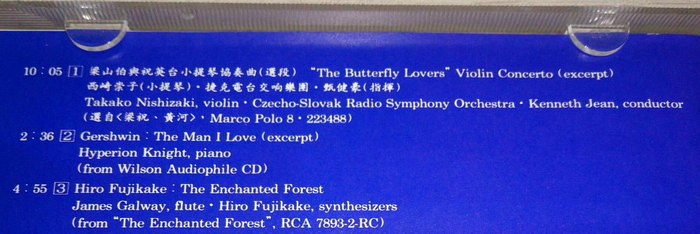 10 : 05 1 梁山伯與祝英台小提琴協奏曲(選段) “The Butterfly Lovers” Violin Concerto (excerpt)
西崎崇子(小提琴)・捷克電台交响樂團・甄健豪(指揮)
Takako Nishizaki, violin・Czecho-Slovak Radio Symphony Orchestra・Kenneth Jean, conductor
(選自<梁祝、黃河>, Marco Polo 8・223488)
2 : 36 2 Gershwin : The Man I Love (excerpt)
Hyperion Knight, piano
(from Wilson Audiophile CD)
4 : 55 3 Hiro Fujikake : The Enchanted Forest
James Galway, flute・Hiro Fujikake, synthesizers
(from “The Enchanted Forest”, RCA 7893-2-RC)